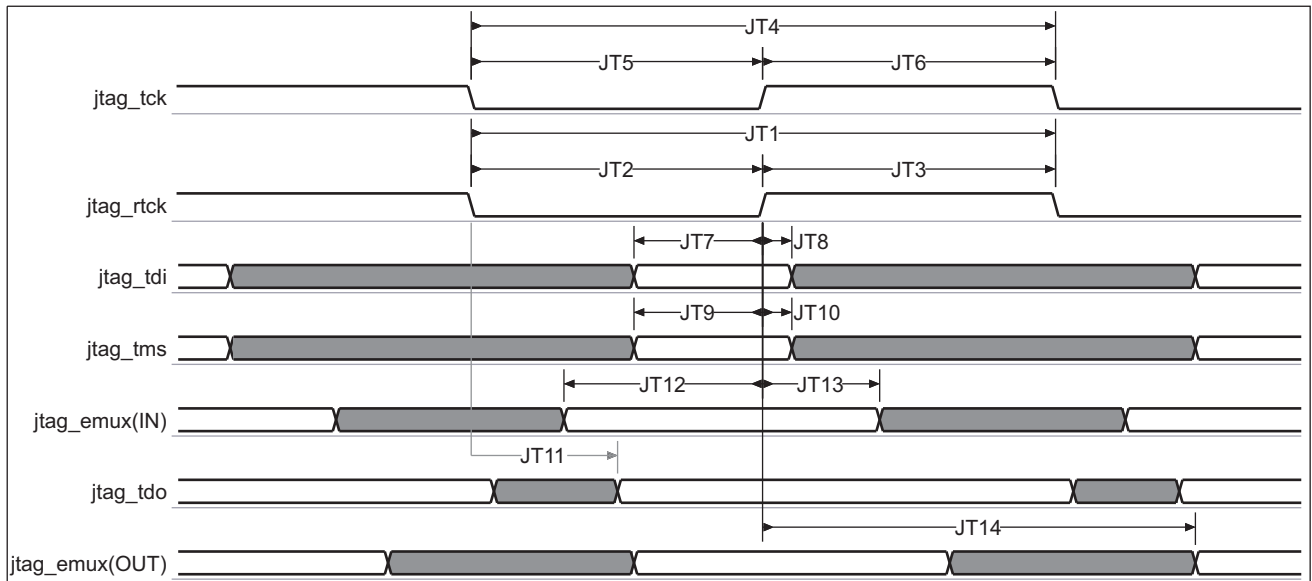 JT4
JT5 JT6
jtag_tck
JT1
JT2 JT3
jtag_rtck
JT7 JT8
jtag_tdi
JT9 JT10
jtag_tms
JT12 JT13
jtag_emux(IN)
JT11
jtag_tdo
JT14
jtag_emux(OUT)